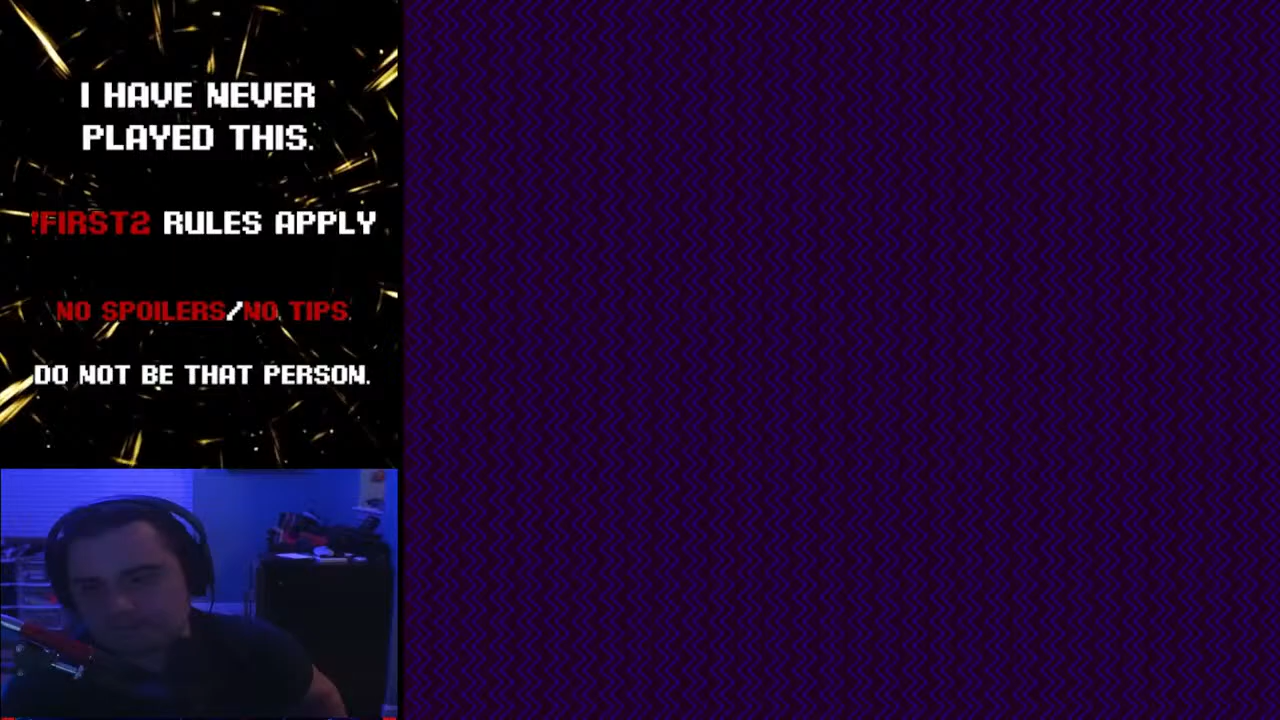 I HAVE NEVER
PLAYED THIS.
!FIRST2 RULES APPLY
NO SPOILERS/NO TIPS.
DO NOT BE THAT PERSON.